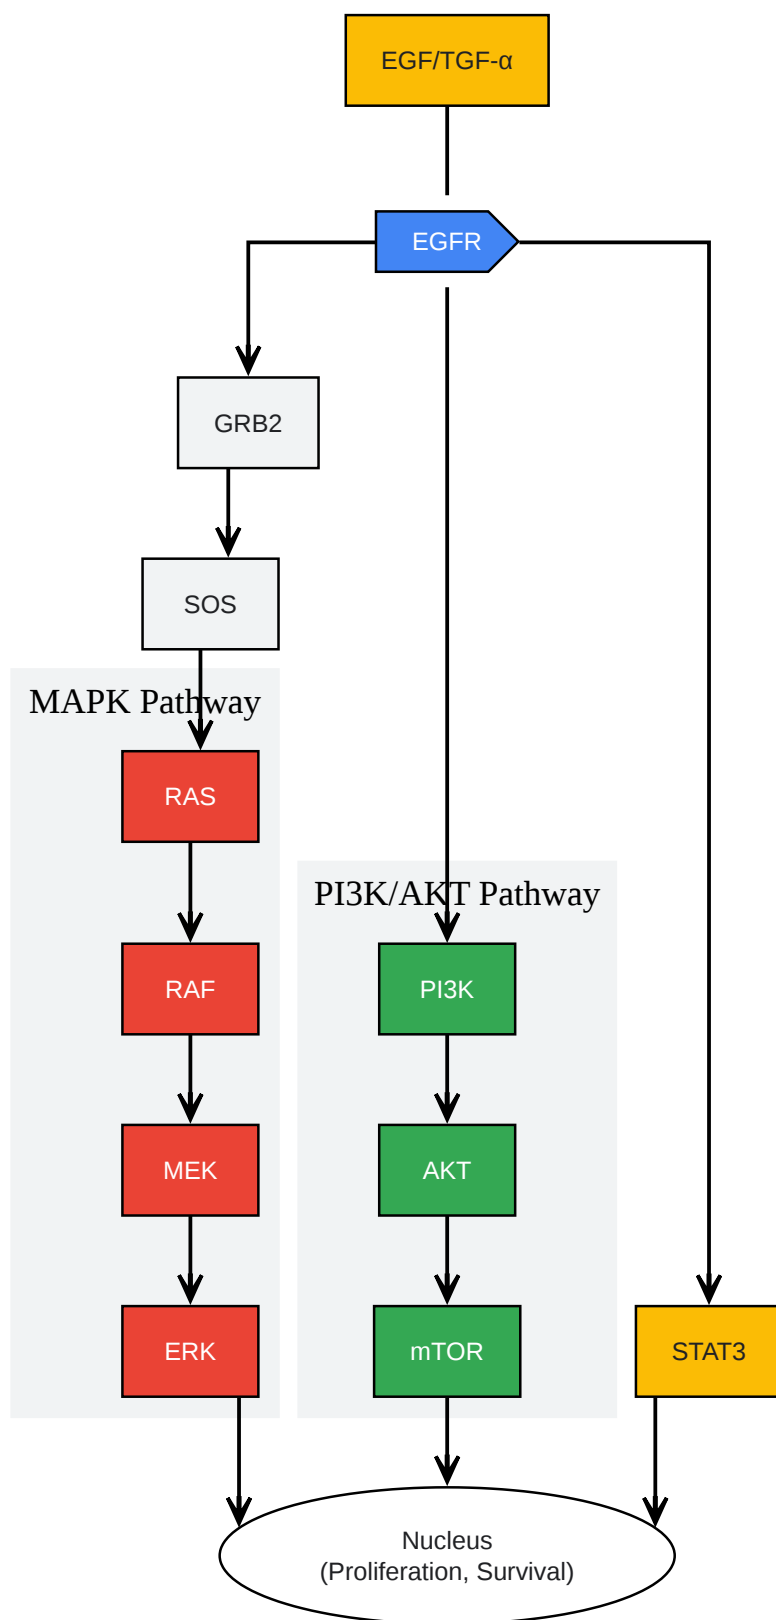 EGF/TGF-α
EGFR
GRB2
SOS
MAPK Pathway
RAS
PI3K/AKT Pathway
RAF
PI3K
MEK
AKT
ERK
mTOR
STAT3
Nucleus
(Proliferation, Survival)